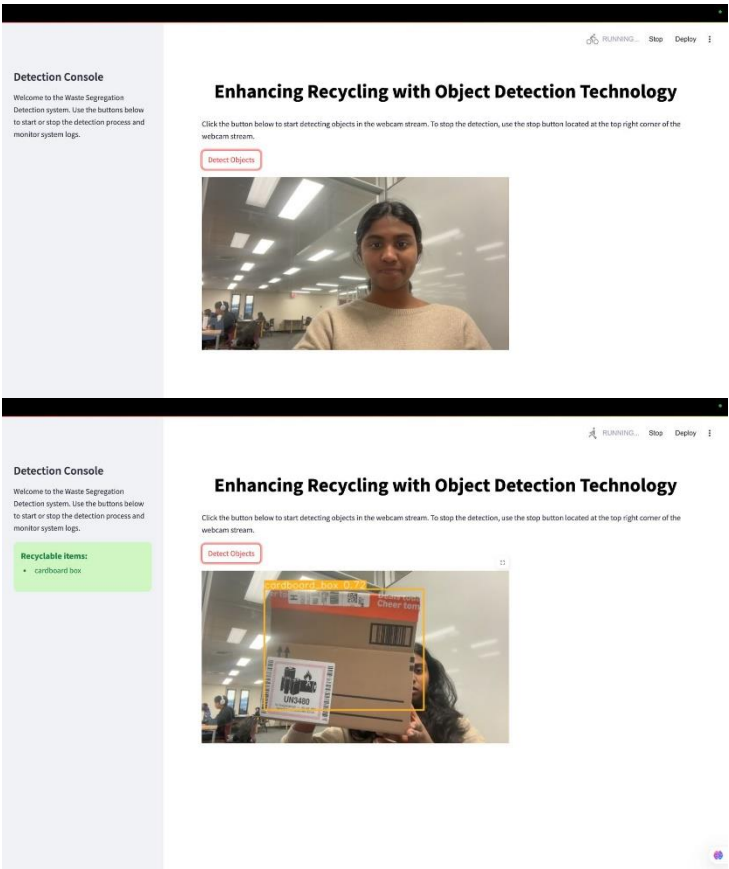 RUNNING...
Stop
Deploy
Detection Console
Welcome to the Waste Segregation
Detection system. Use the buttons below
to start or stop the detection process and
monitor system logs.
Enhancing Recycling with Object Detection Technology
Click the button below to start detecting objects in the webcam stream. To stop the detection, use the stop button located at the top right corner of the
webcam stream.
Detect Objects
RUNNING...
Stop
Deploy
Detection Console
Welcome to the Waste Segregation
Detection system. Use the buttons below
to start or stop the detection process and
monitor system logs.
Recyclable items:
• cardboard box
Enhancing Recycling with Object Detection Technology
Click the button below to start detecting objects in the webcam stream. To stop the detection, use the stop button located at the top right corner of the
webcam stream.
Detect Objects
cardboard_box 0.72
Cheer
UN3480